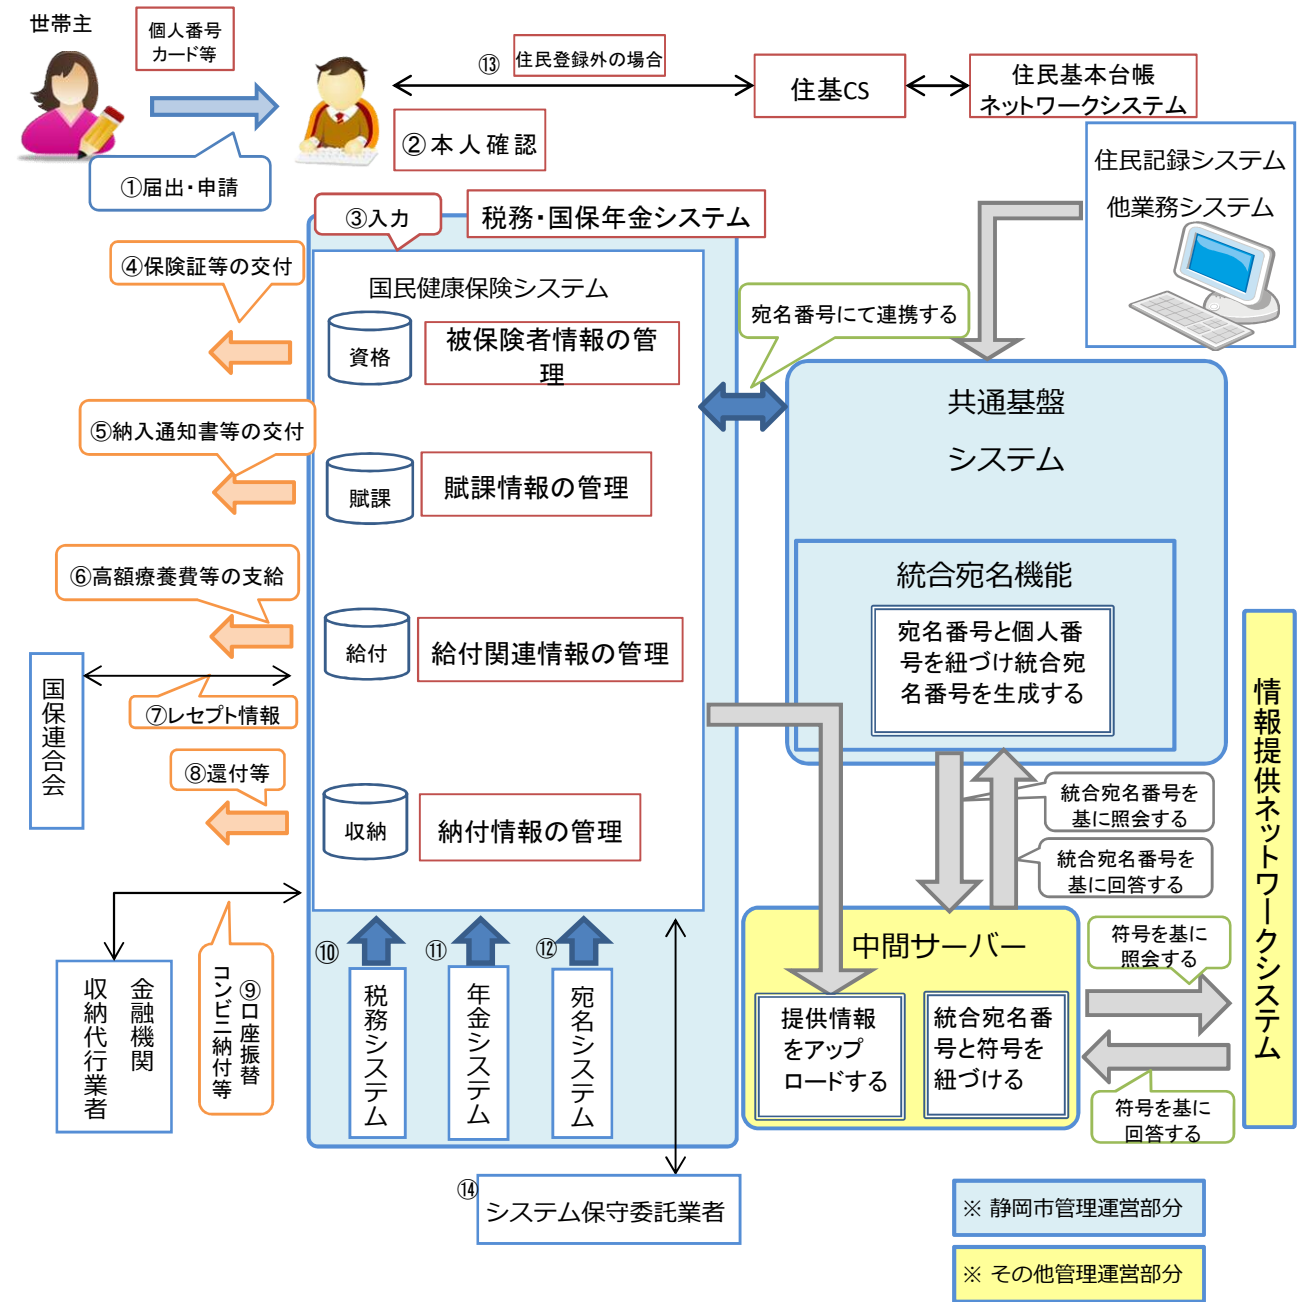 世帯主
個人番号
カード等
⑬
住民登録外の場合
住基CS
住民基本台帳
ネットワークシステム
②本人確認
①届出・申請
住民記録システム
他業務システム
③入力
税務・国保年金システム
④保険証等の交付
国民健康保険システム
宛名番号にて連携する
資格
被保険者情報の管
理
共通基盤
システム
⑤納入通知書等の交付
賦課
賦課情報の管理
⑥高額療養費等の支給
統合宛名機能
宛名番号と個人番
号を紐づけ統合宛
名番号を生成する
給付
給付関連情報の管理
国保連合会
⑦レセプト情報
情報提供ネットワークシステム
⑧還付等
収納
納付情報の管理
統合宛名番号を
基に照会する
統合宛名番号を
基に回答する
⑩
⑪
⑫
中間サーバー
符号を基に
照会する
金融機関
収納代行業者
⑨口座振替
コンビニ納付等
税務システム
年金システム
宛名システム
提供情報
をアップ
ロードする
統合宛名番
号と符号を
紐づける
符号を基に
回答する
⑭
システム保守委託業者
※ 静岡市管理運営部分
※ その他管理運営部分